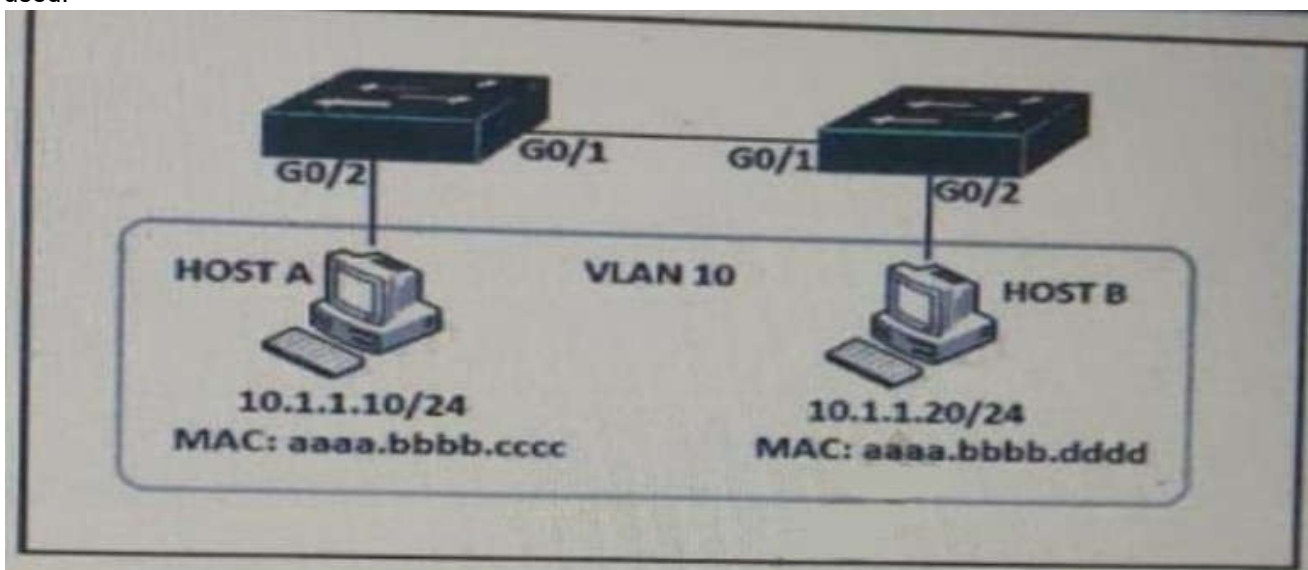 G0/2
G0/1
G0/1
G0/2
HOST A
VLAN 10
HOST B
10.1.1.10/24
10.1.1.20/24
MAC: aaaa.bbbb.cccc
MAC: aaaa.bbbb.dddd